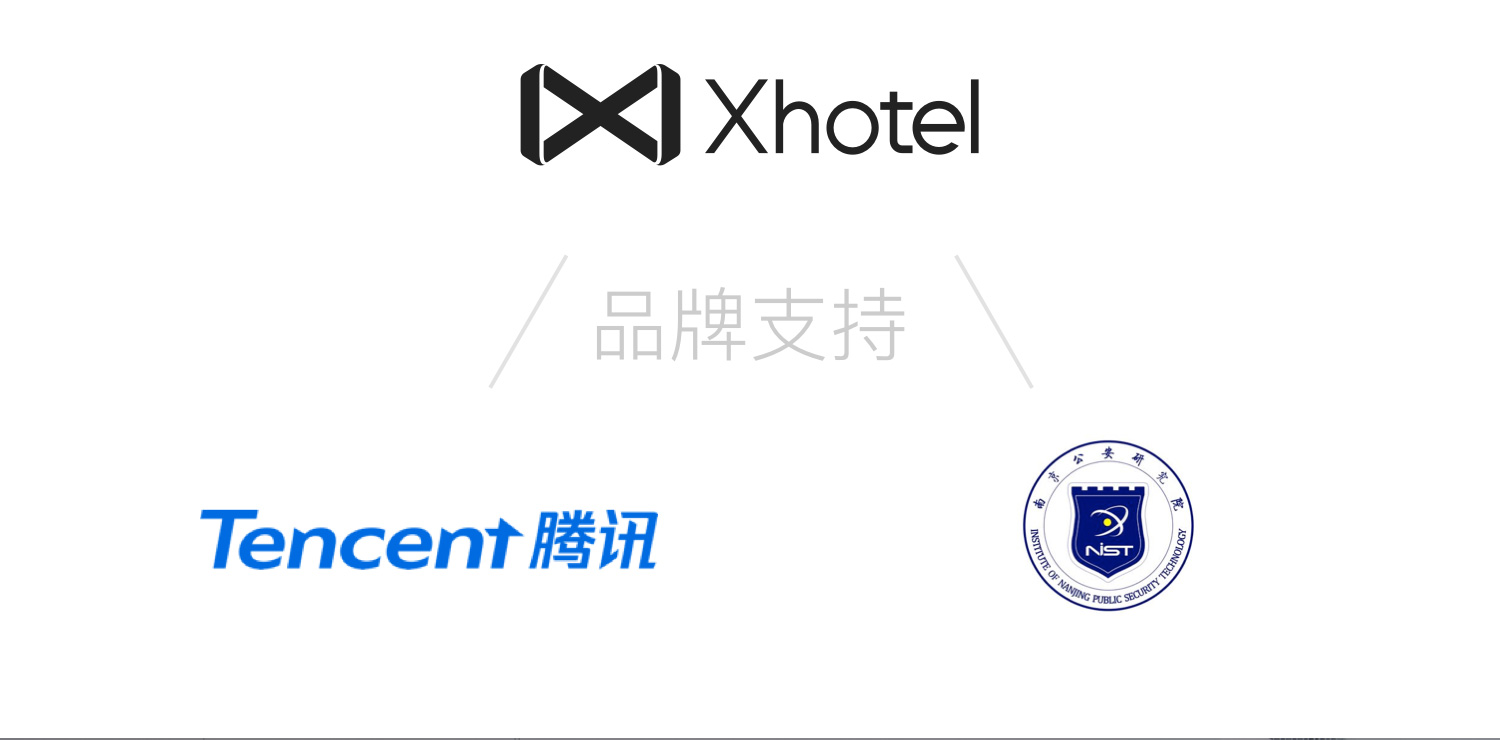 Xhotel
品牌支持
Tencent 腾讯
南京公安研究院
NiST
INSTITUTE OF NANJING PUBLIC SECURITY TECHNOLOGY